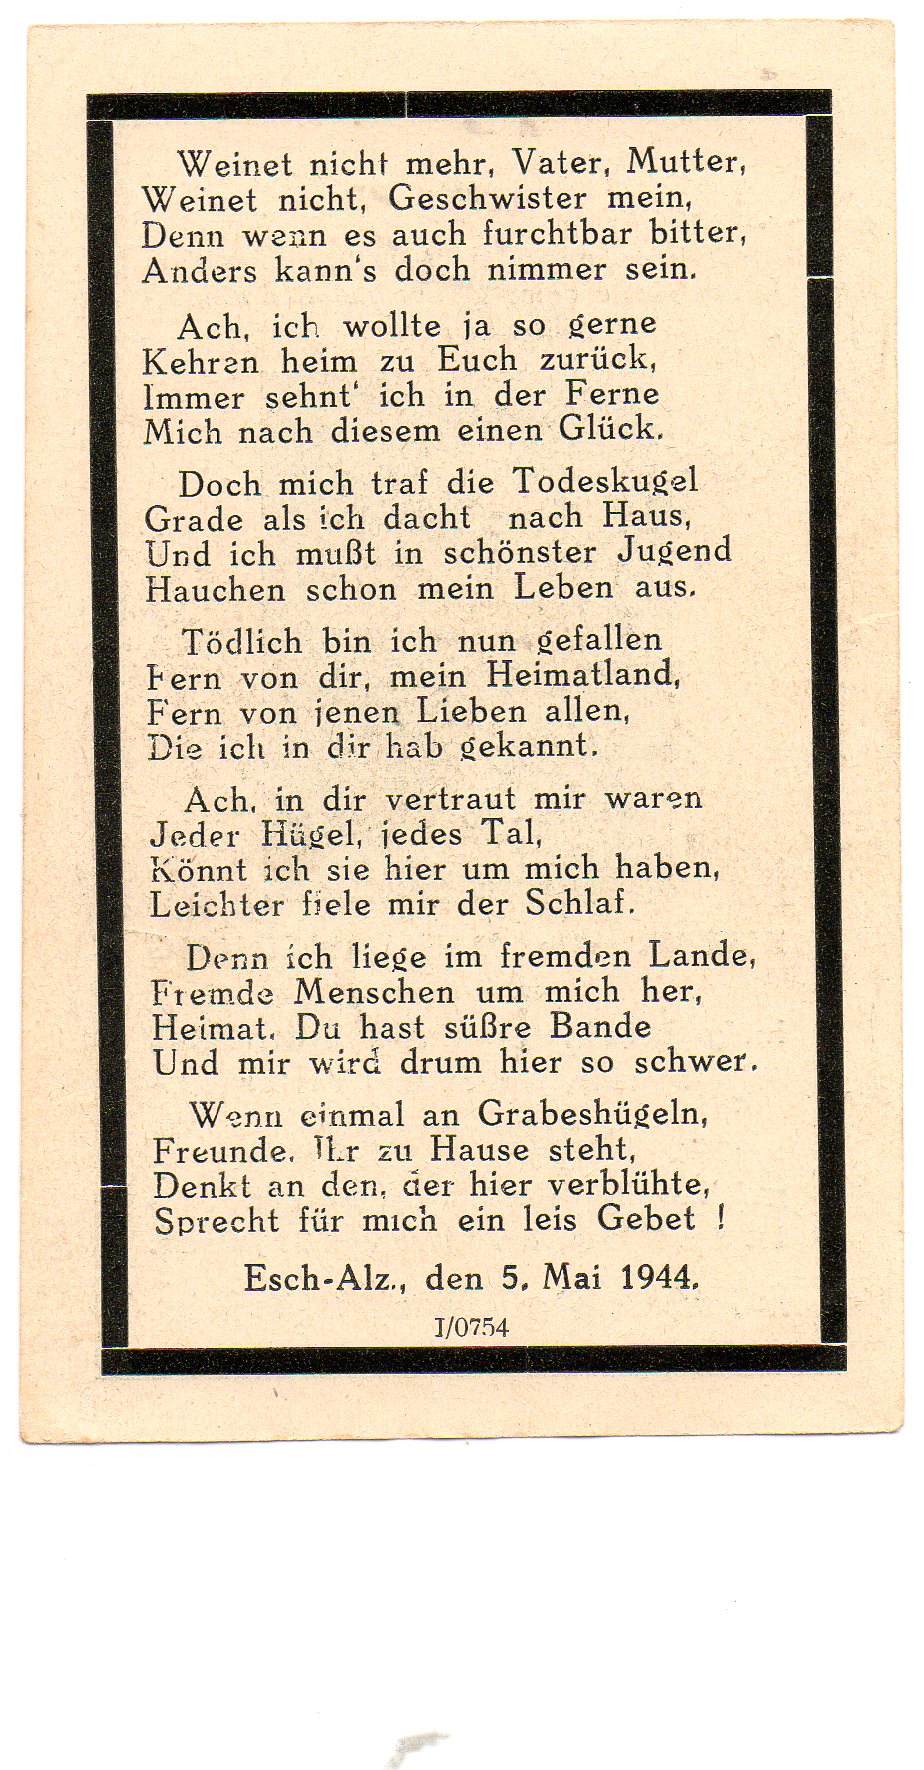 Weinet nicht mehr, Vater, Mutter,
Weinet nicht, Geschwister mein,
Denn wenn es auch furchtbar bitter,
Anders kann's doch nimmer sein.
Ach, ich wollte ja so gerne
Kehren heim zu Euch zurück,
Immer sehnt' ich in der Ferne
Mich nach diesem einen Glück.
Doch mich traf die Todeskugel
Grade als ich dacht nach Haus,
Und ich mußt in schönster Jugend
Hauchen schon mein Leben aus.
Tödlich bin ich nun gefallen
Fern von dir, mein Heimatland,
Fern von jenen Lieben allen,
Die ich in dir hab gekannt.
Ach, in dir vertraut mir waren
Jeder Hügel, jedes Tal,
Könnt ich sie hier um mich haben,
Leichter fiele mir der Schlaf.
Denn ich liege im fremden Lande,
Fremde Menschen um mich her,
Heimat. Du hast süßre Bande
Und mir wird drum hier so schwer.
Wenn einmal an Grabeshügeln,
Freunde, Ihr zu Hause steht,
Denkt an den, der hier verblühte,
Sprecht für mich ein leis Gebet !
Esch-Alz., den 5. Mai 1944.
I/0754